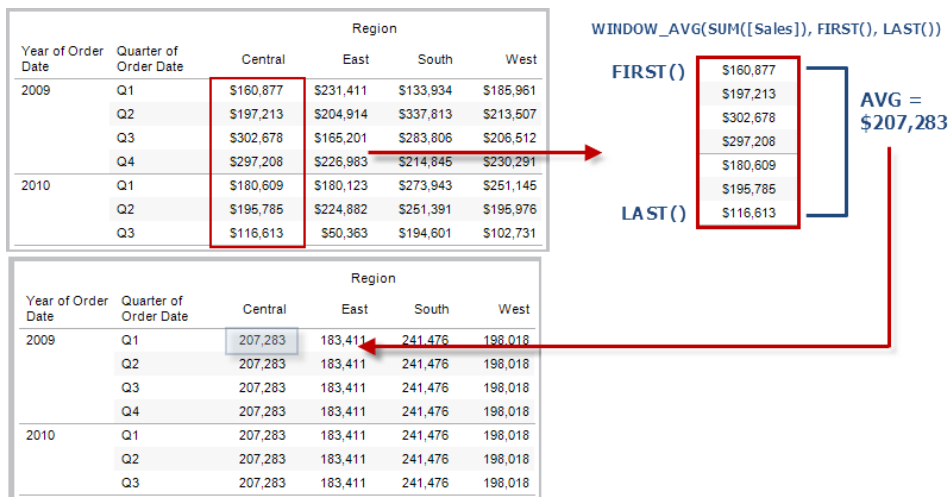 Region
Year of Order Date Quarter of Order Date Central East South West
2009 Q1 $160,877 $231,411 $133,934 $185,961
Q2 $197,213 $204,914 $337,813 $213,507
Q3 $302,678 $165,201 $283,806 $206,512
Q4 $297,208 $226,983 $214,845 $230,291
2010 Q1 $180,609 $180,123 $273,943 $251,145
Q2 $195,785 $224,882 $251,391 $195,976
Q3 $116,613 $50,363 $194,601 $102,731
WINDOW_AVG(SUM([Sales]), FIRST(), LAST())
FIRST() $160,877
$197,213
$302,678
$297,208
$180,609
$195,785
LAST() $116,613
AVG =
$207,283
Region
Year of Order Date Quarter of Order Date Central East South West
2009 Q1 207,283 183,411 241,476 198,018
Q2 207,283 183,411 241,476 198,018
Q3 207,283 183,411 241,476 198,018
Q4 207,283 183,411 241,476 198,018
2010 Q1 207,283 183,411 241,476 198,018
Q2 207,283 183,411 241,476 198,018
Q3 207,283 183,411 241,476 198,018